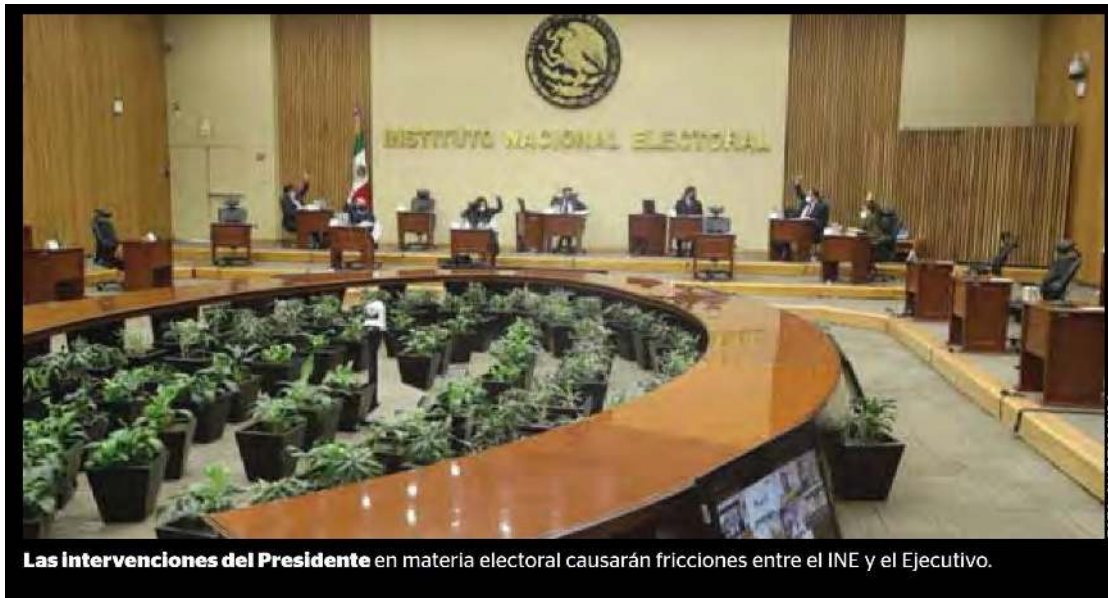 INSTITUTO NACIONAL ELECTORAL
Las intervenciones del Presidente en materia electoral causarán fricciones entre el INE y el Ejecutivo.